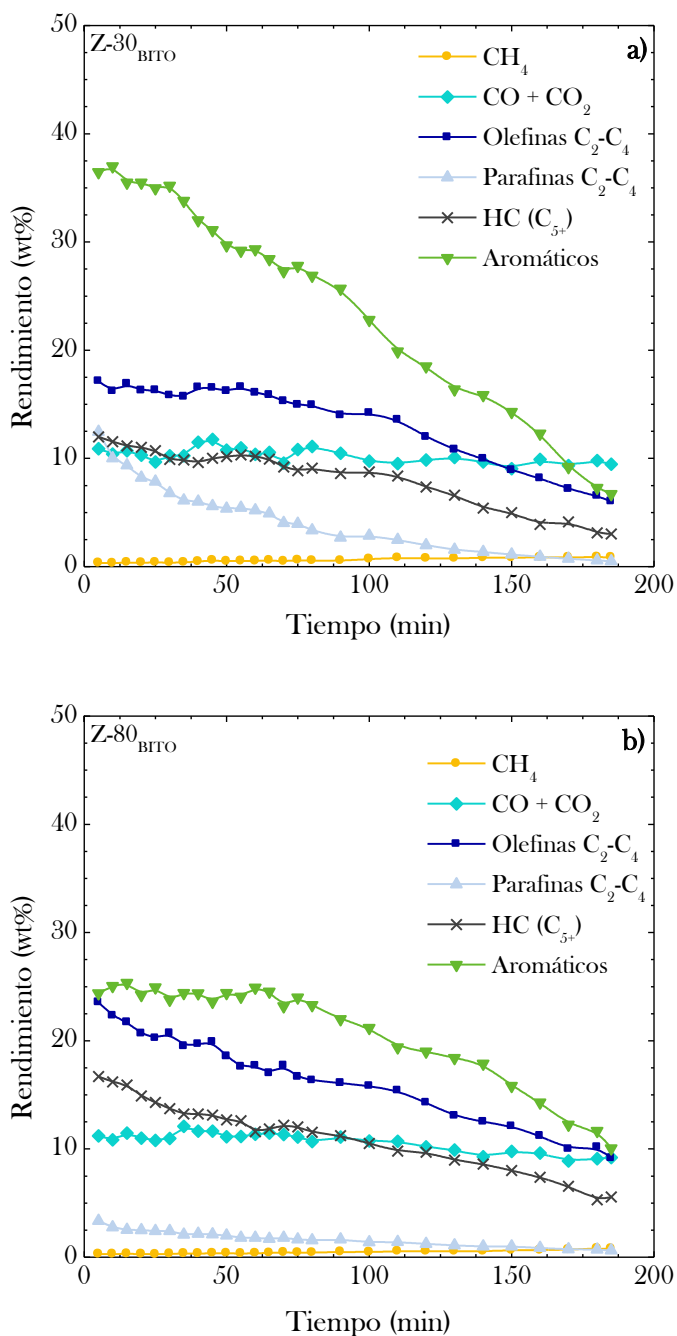 Z-30BITO
a)
CH4
CO + CO2
Olefinas C2-C4
Parafinas C2-C4
HC (C5+)
Aromáticos
Rendimiento (wt%)
50
40
30
20
10
0
0 50 100 150 200
Tiempo (min)
Z-80BITO
b)
CH4
CO + CO2
Olefinas C2-C4
Parafinas C2-C4
HC (C5+)
Aromáticos
Rendimiento (wt%)
50
40
30
20
10
0
0 50 100 150 200
Tiempo (min)